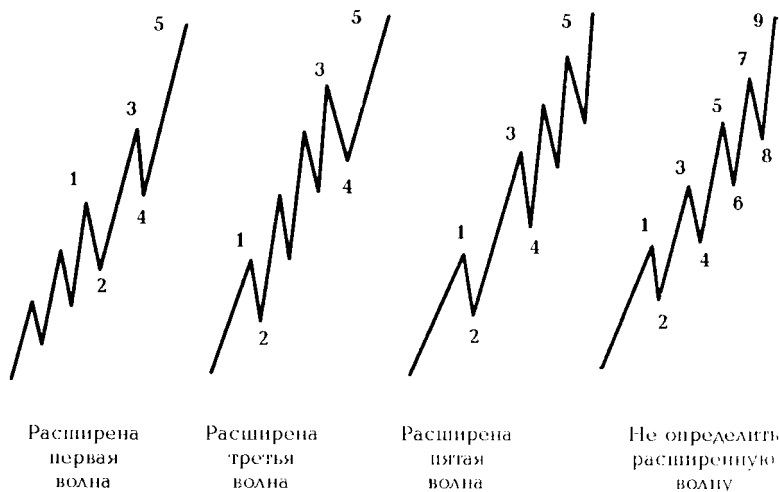 5
3
1
4
2
5
3
1
4
2
5
3
1
4
2
9
7
5
3
1
8
6
4
2
Расширена
первая
волна
Расширена
третья
волна
Расширена
пятая
волна
Не определить
расширенную
волну